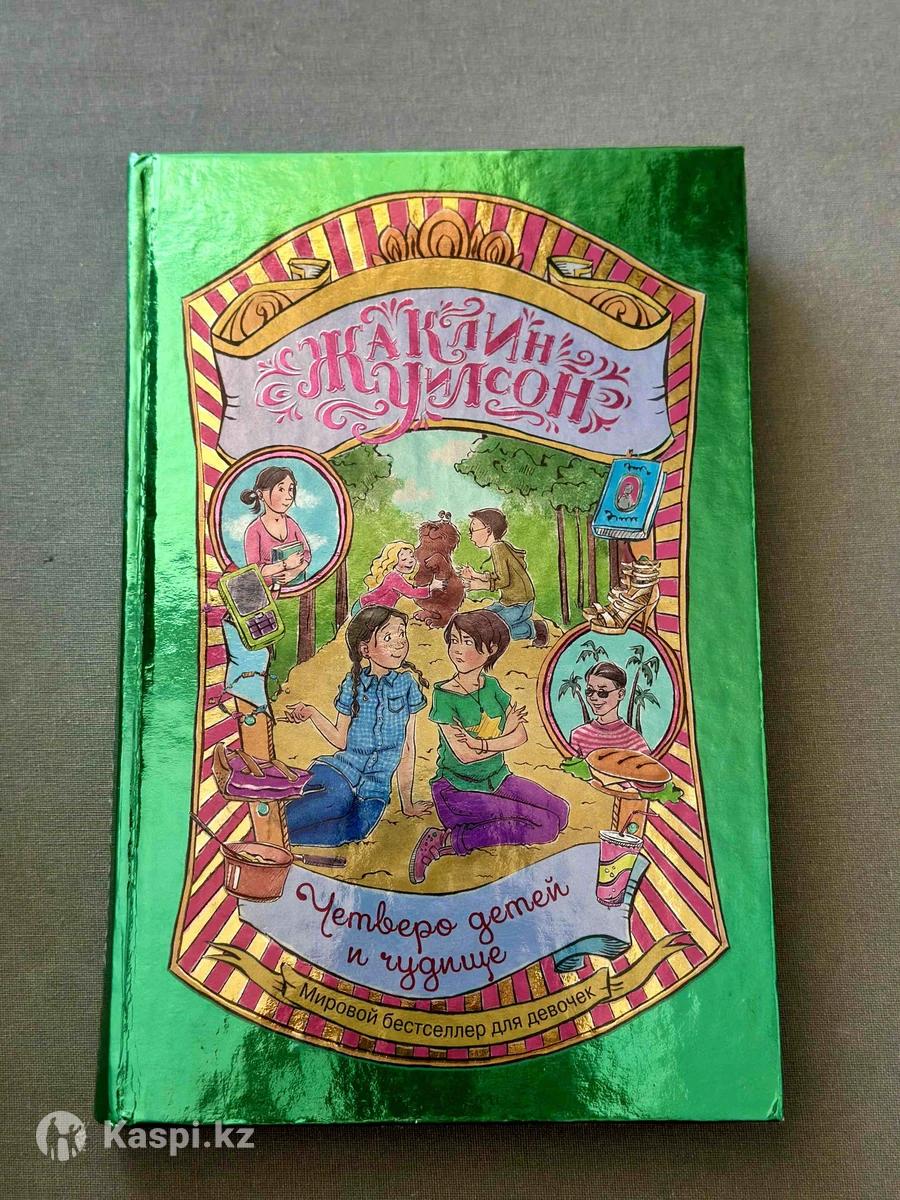 ЖАКЛИН
УИЛСОН
Четверо детей
и чудище
Мировой бестселлер для девочек
Kaspi.kz